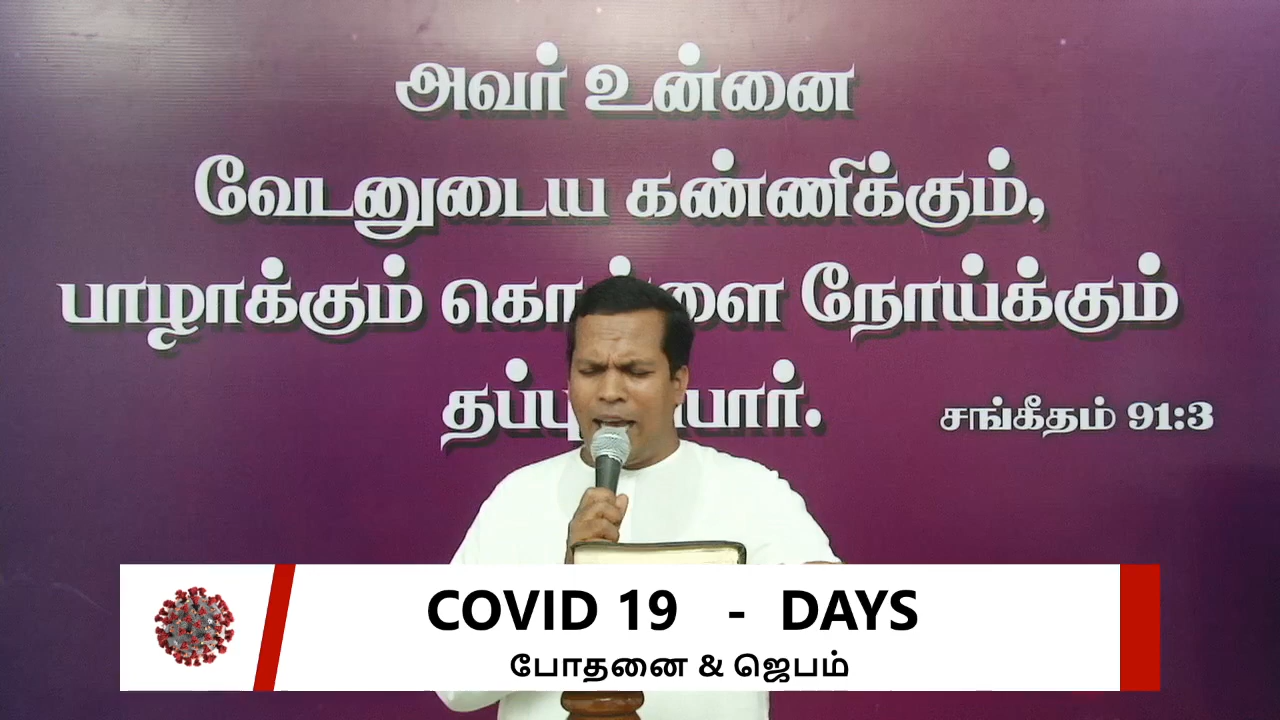 அவர் உன்னை
வேடனுடைய கண்ணிக்கும்,
பாழாக்கும் நோய்க்கும்
சங்கீதம் 91:3
COVID 19 - DAYS
போதனை & ஜெபம்